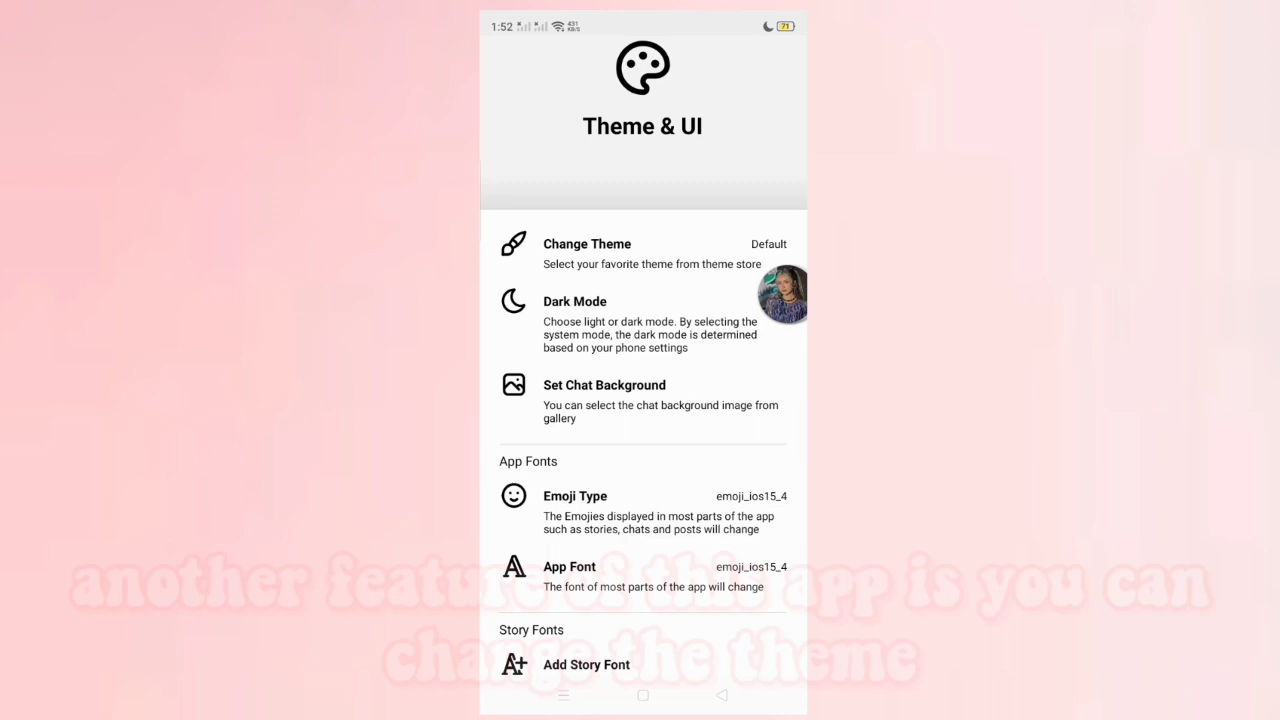 1:52
431
KB/S
71
Theme & UI
Change Theme
Default
Select your favorite theme from theme store
Dark Mode
Choose light or dark mode. By selecting the
system mode, the dark mode is determined
based on your phone settings
Set Chat Background
You can select the chat background image from
gallery
App Fonts
Emoji Type
emoji_ios15_4
The Emojies displayed in most parts of the app
such as stories, chats and posts will change
App Font
emoji_ios15_4
The font of most parts of the app will change
another feature of this app is you can
change the theme
Story Fonts
Add Story Font